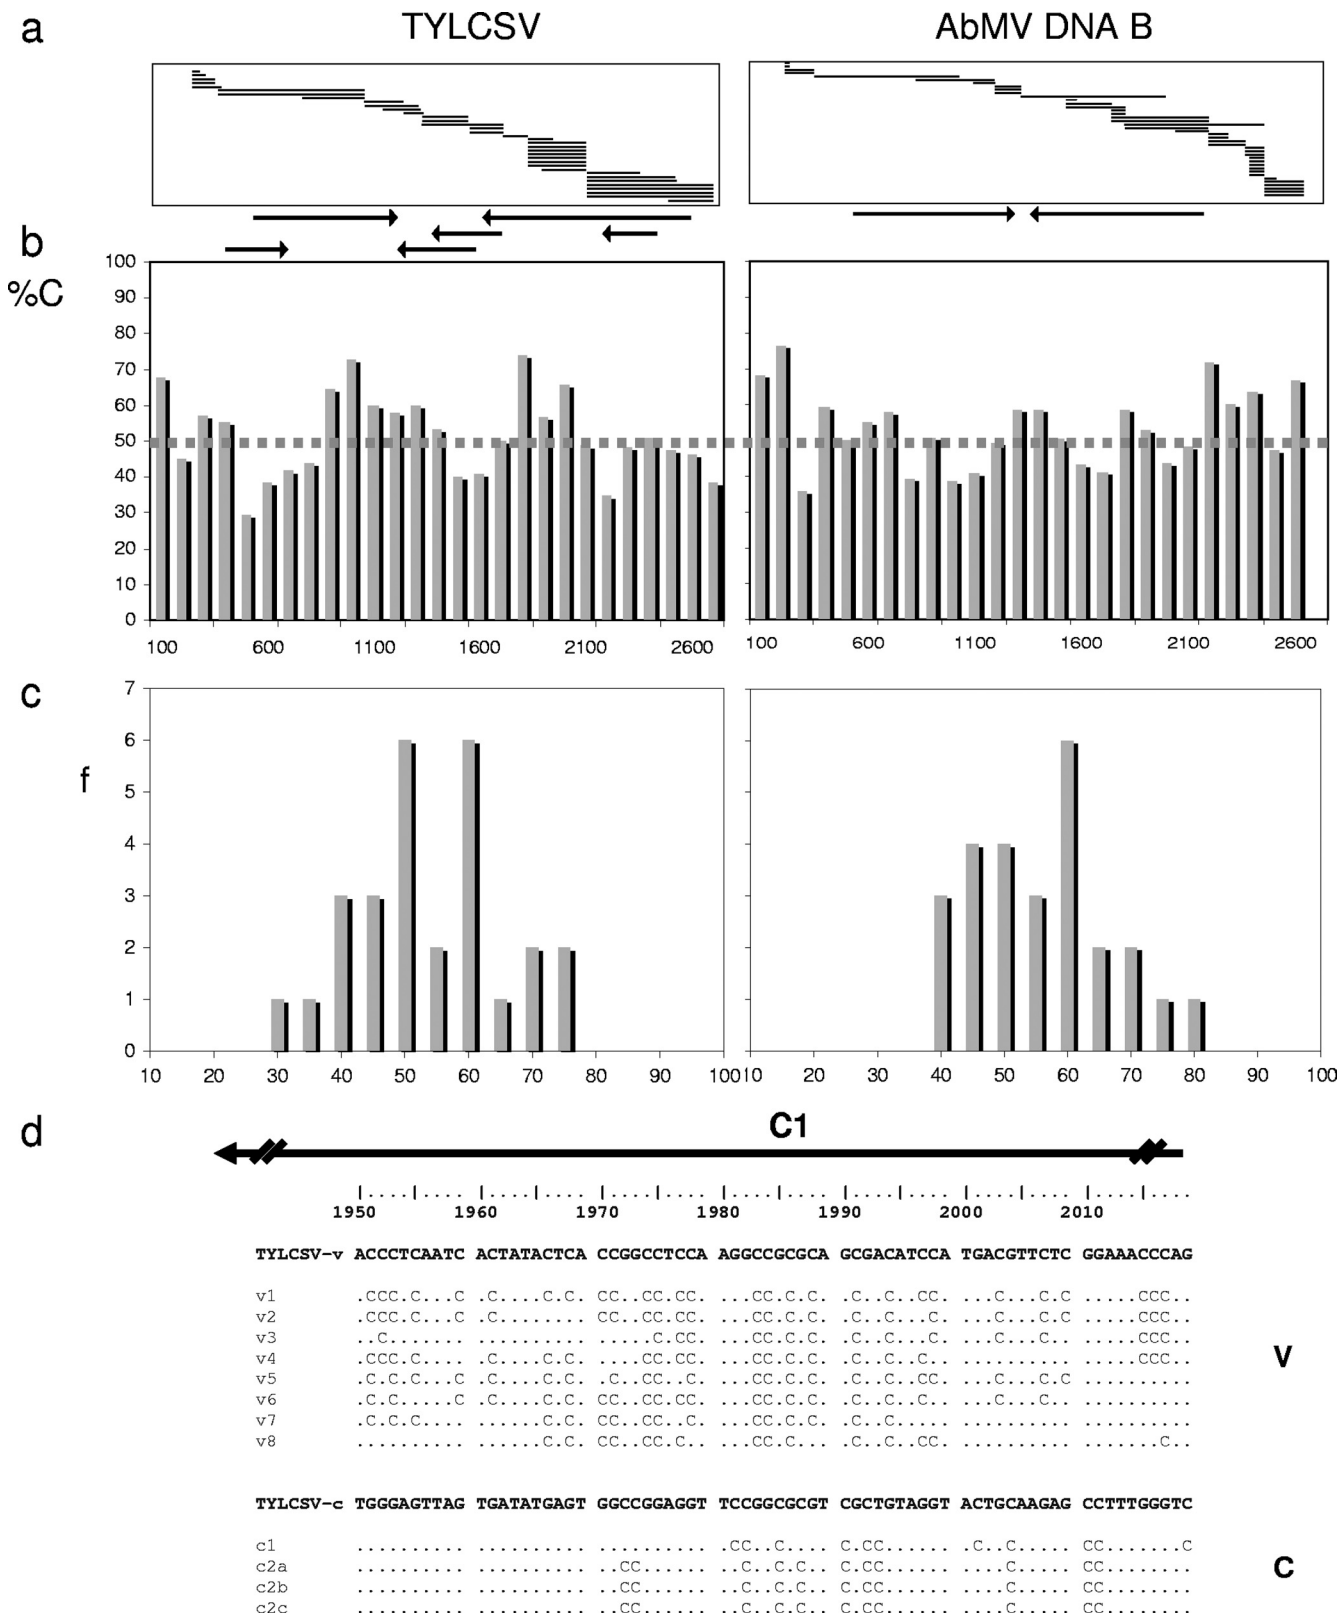 a TYLCSV AbMV DNA B
b
%C
100
90
80
70
60
50
40
30
20
10
0
100 600 1100 1600 2100 2600 100 600 1100 1600 2100 2600
c
f
7
6
5
4
3
2
1
0
10 20 30 40 50 60 70 80 90 100 10 20 30 40 50 60 70 80 90 100
d C1
1950 1960 1970 1980 1990 2000 2010
TYLCSV-v ACCCTCAATC ACTATACTCA CCGGCCTCCA AGGCCGCGCA GCGACATCCA TGACGTTCTC GGAAACCCAG
v1 .CCC.C...C .C....C.C. CC..CC.CC. ...CC.C.C. .C..C..CC. ...C...C.C .....CCC..
v2 .CCC.C...C .C........ CC..CC.CC. ...CC.C.C. .C..C...C. ...C...C.C .....CCC..
v3 ..C....... .......... .....C.CC. ...CC.C.C. .C..C...C. ...C...C.. .....CCC..
v4 .CCC.C.... .C....C.C. ....CC.CC. ...CC.C.C. .C..C..C.. .......... .....CCC..
v5 .C.C.C...C .C....C.C. .C..CC..C. ...CC.C.C. .C..C..CC. ...C...C.C ..........
v6 .C.C.....C .C....C.C. CC..CC.CC. ...CC.C.C. .C..C..CC. ...C...C.. ..........
v7 .C.C.C.... ......C.C. CC..CC..C. ...CC.C.C. .C..C..... .......... ..........
v8 .......... ......C.C. CC..CC.C.. ...CC.C... .C..C..CC. .......... .......C..
V
TYLCSV-c TGGGAGTTAG TGATATGAGT GGCCGGAGGT TCCGGCGCGT CGCTGTAGGT ACTGCAAGAG CCTTTGGGTC
c1 .......... .......... .......... .CC..C.... C.CC...... .C..C..... CC.......C
c2a .......... .......... ..CC...... ..C..C.C.. C.CC...... ....C..... CC........
c2b .......... .......... ..CC...... ..C..C.C.. C.CC...... ....C..... CC........
c2c .......... .......... ..CC...... ..C..C.C.. C.CC...... ....C..... CC........
C